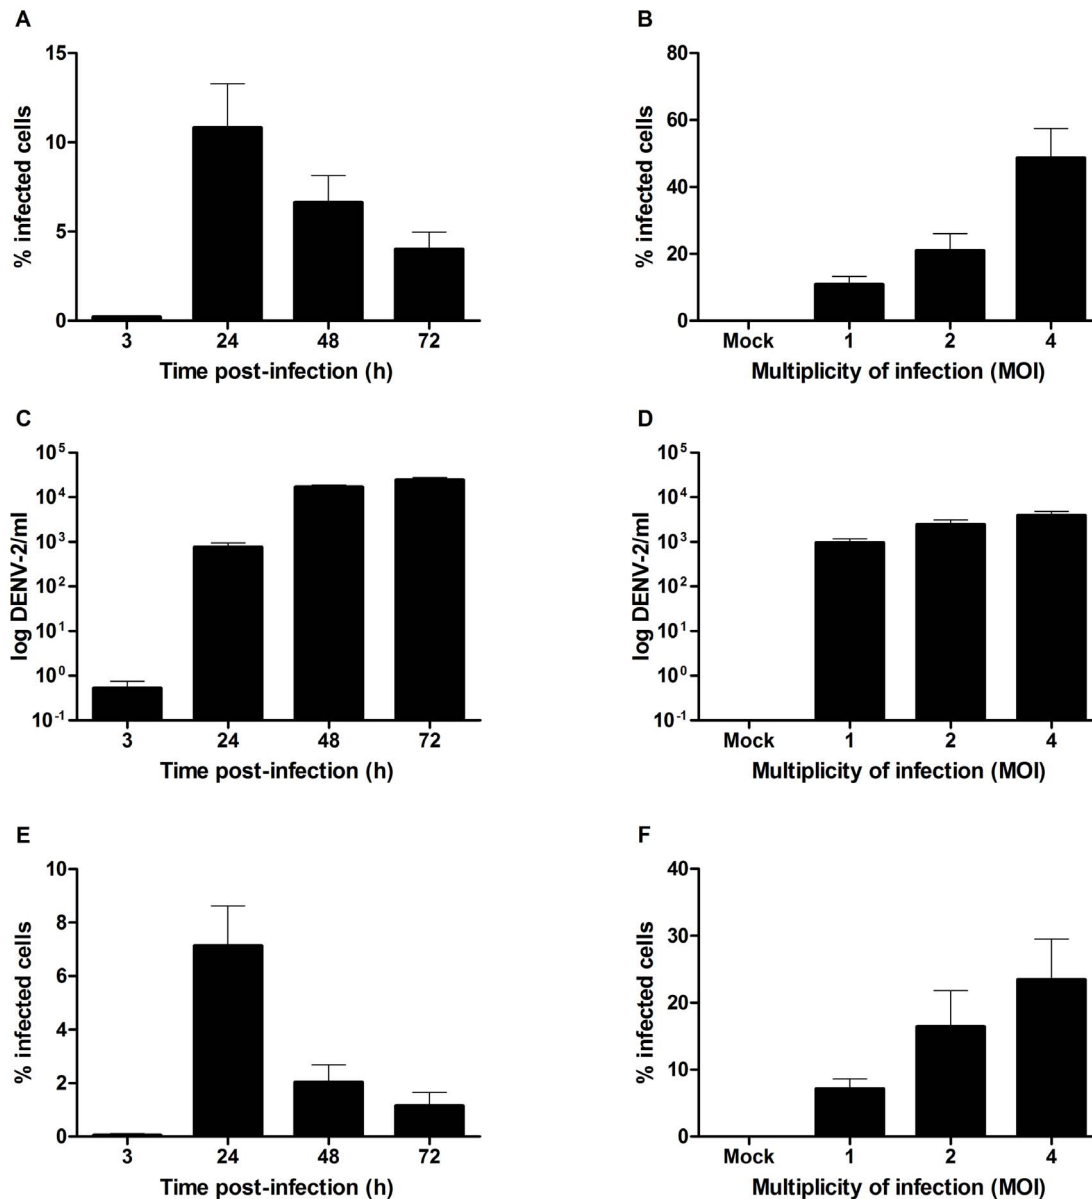 A
% infected cells
15
10
5
0
3 24 48 72
Time post-infection (h)
B
% infected cells
80
60
40
20
0
Mock 1 2 4
Multiplicity of infection (MOI)
C
log DENV-2/ml
10⁵
10⁴
10³
10²
10¹
10⁰
10⁻¹
3 24 48 72
Time post-infection (h)
D
log DENV-2/ml
10⁵
10⁴
10³
10²
10¹
10⁰
10⁻¹
Mock 1 2 4
Multiplicity of infection (MOI)
E
% infected cells
10
8
6
4
2
0
3 24 48 72
Time post-infection (h)
F
% infected cells
40
30
20
10
0
Mock 1 2 4
Multiplicity of infection (MOI)